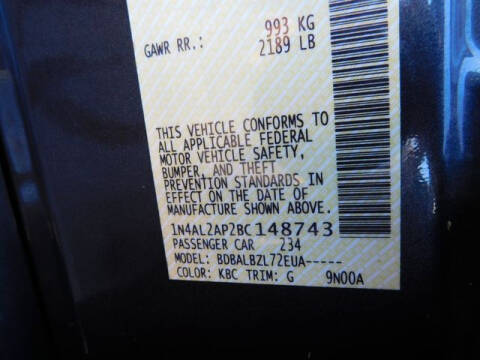 993 KG
GAWR RR.: 2189 LB
THIS VEHICLE CONFORMS TO
ALL APPLICABLE FEDERAL
MOTOR VEHICLE SAFETY,
BUMPER, AND THEFT
PREVENTION STANDARDS IN
EFFECT ON THE DATE OF
MANUFACTURE SHOWN ABOVE.
1N4AL2AP2BC148743
PASSENGER CAR 234
MODEL: BDBALBZL72EUA-----
COLOR: KBC TRIM: G 9N00A